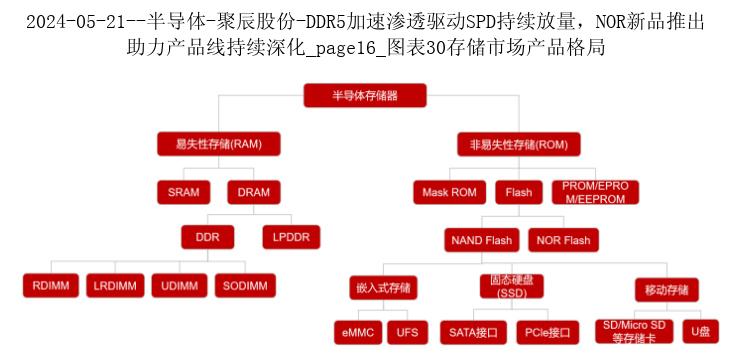 2024-05-21--半导体-聚辰股份-DDR5加速渗透驱动SPD持续放量，NOR新品推出
助力产品线持续深化_page16_图表30存储市场产品格局
半导体存储器
易失性存储(RAM)
非易失性存储(ROM)
SRAM
DRAM
Mask ROM
Flash
PROM/EPRO
M/EEPROM
DDR
LPDDR
NAND Flash
NOR Flash
RDIMM
LRDIMM
UDIMM
SODIMM
嵌入式存储
固态硬盘
(SSD)
移动存储
eMMC
UFS
SATA接口
PCIe接口
SD/Micro SD
等存储卡
U盘